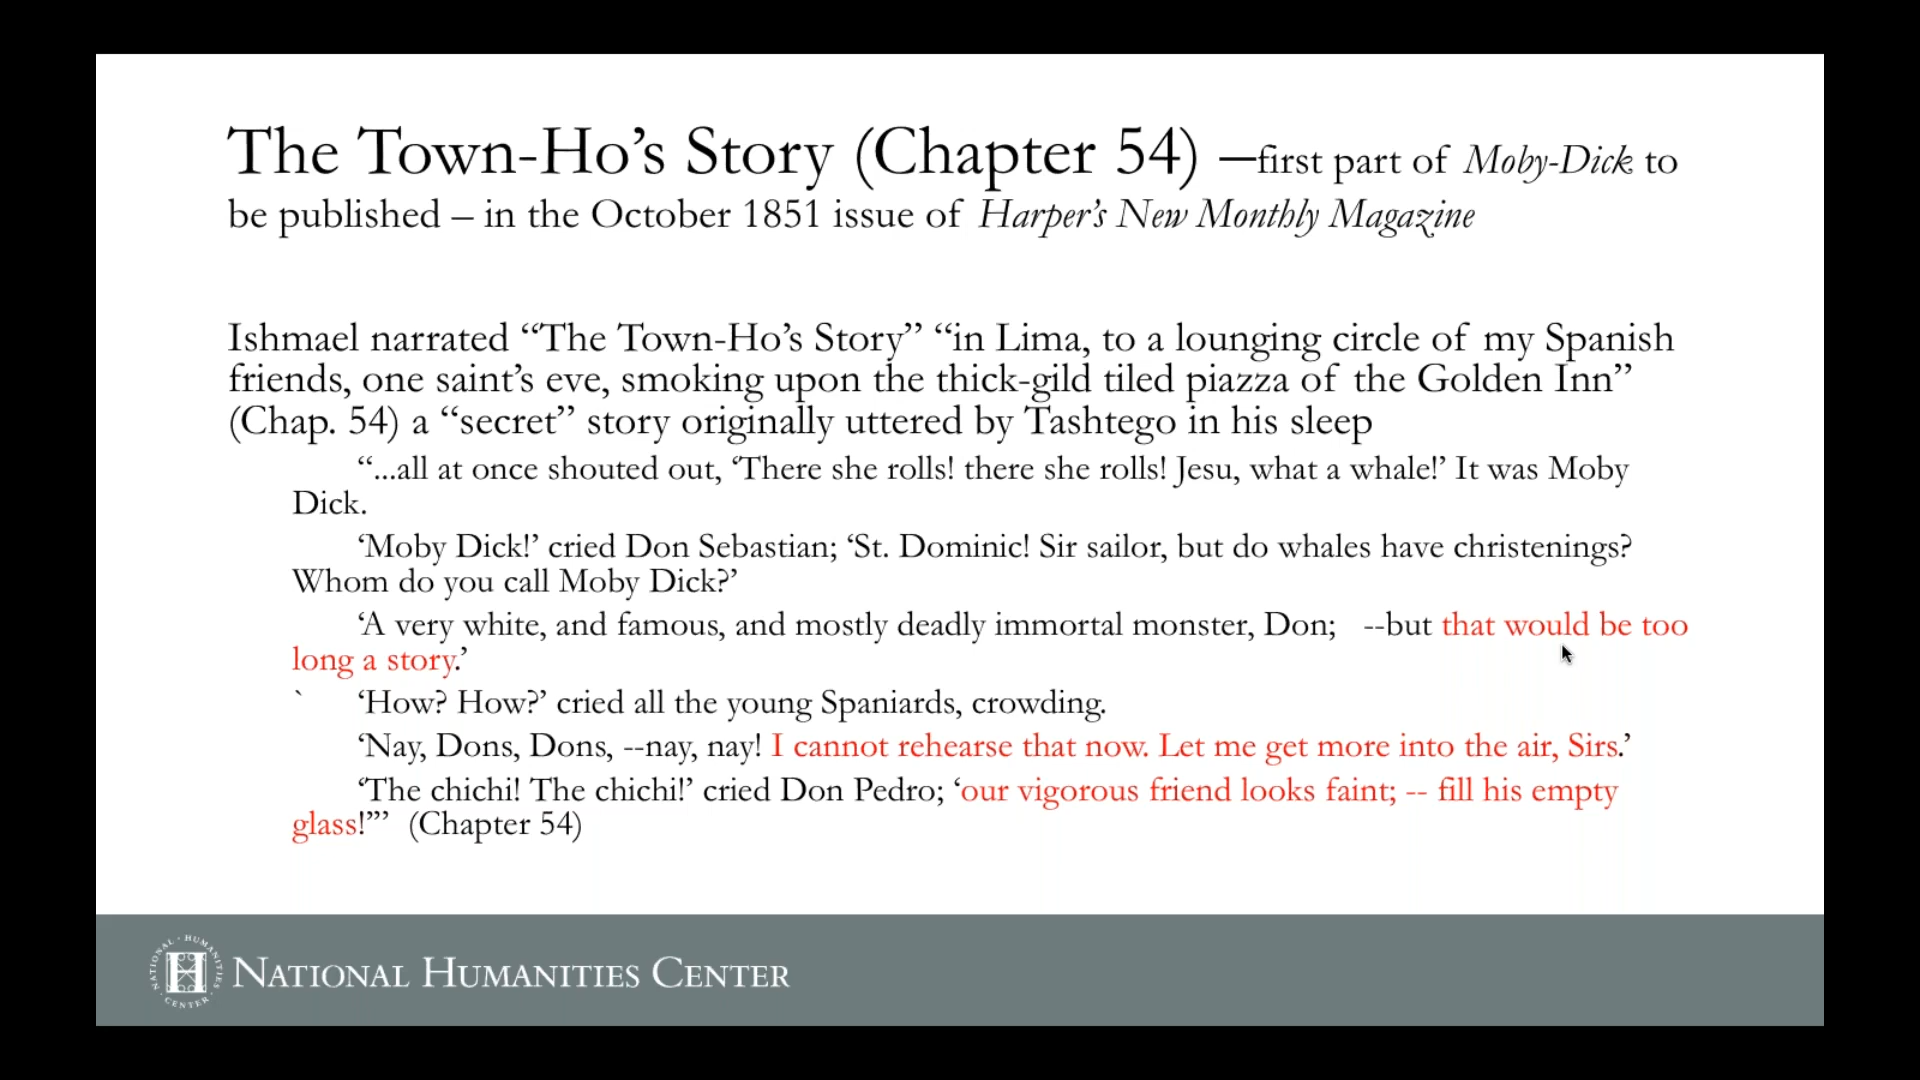 The Town-Ho’s Story (Chapter 54) —first part of Moby-Dick to
be published – in the October 1851 issue of Harper’s New Monthly Magazine
Ishmael narrated “The Town-Ho’s Story” “in Lima, to a lounging circle of my Spanish
friends, one saint’s eve, smoking upon the thick-gild tiled piazza of the Golden Inn”
(Chap. 54) a “secret” story originally uttered by Tashtego in his sleep
“...all at once shouted out, ‘There she rolls! there she rolls! Jesu, what a whale!’ It was Moby
Dick.
‘Moby Dick!’ cried Don Sebastian; ‘St. Dominic! Sir sailor, but do whales have christenings?
Whom do you call Moby Dick?’
‘A very white, and famous, and mostly deadly immortal monster, Don; --but that would be too
long a story.’
` ‘How? How?’ cried all the young Spaniards, crowding.
‘Nay, Dons, Dons, --nay, nay! I cannot rehearse that now. Let me get more into the air, Sirs.’
‘The chichi! The chichi!’ cried Don Pedro; ‘our vigorous friend looks faint; -- fill his empty
glass!”’ (Chapter 54)
NATIONAL · HUMANITIES · CENTER · H NATIONAL HUMANITIES CENTER